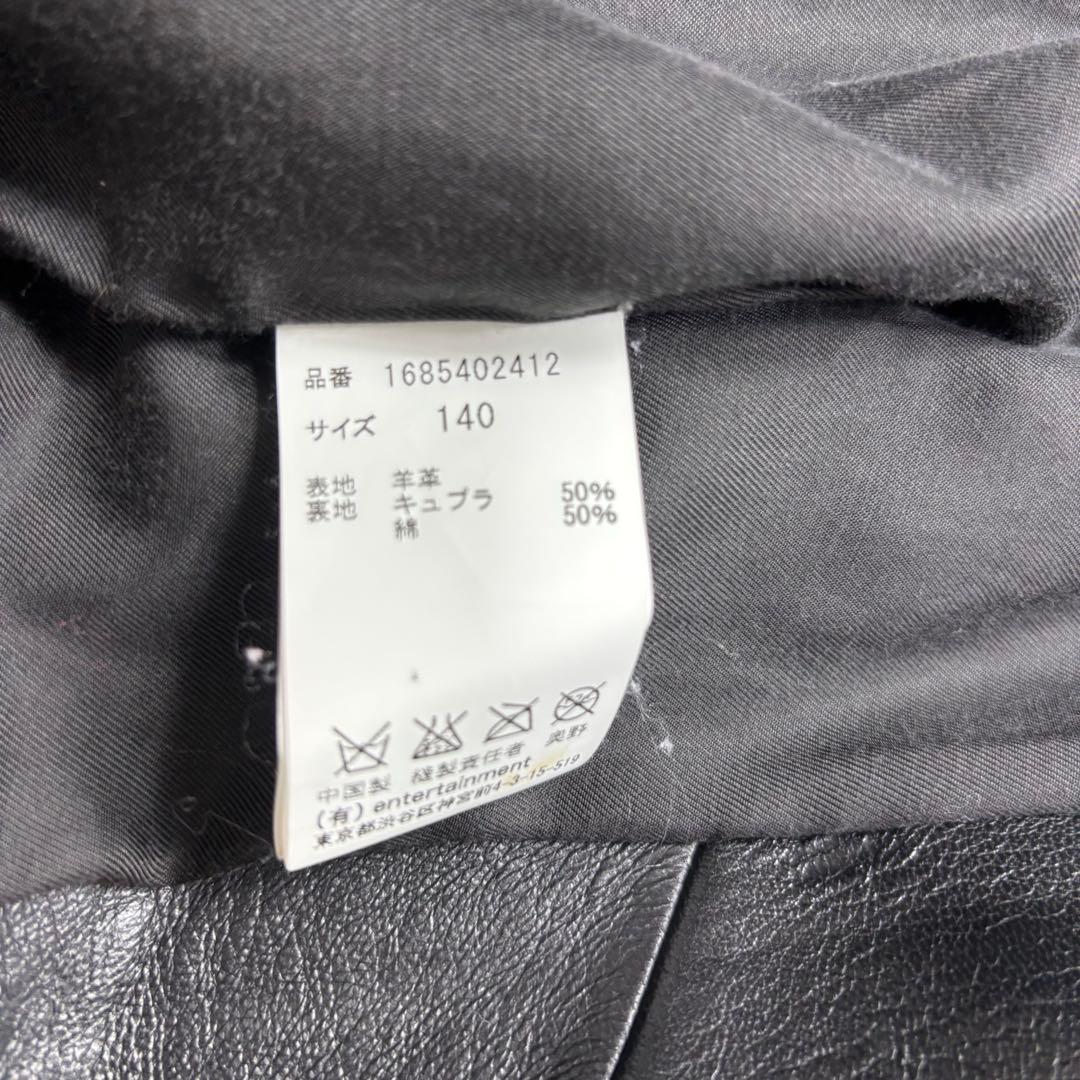 品番 1685402412
サイズ 140
表地 羊革
裏地 キュプラ 50%
綿 50%
中国製 縫製責任者 奥野
(有) entertainment
東京都渋谷区神宮前4-3-15-519